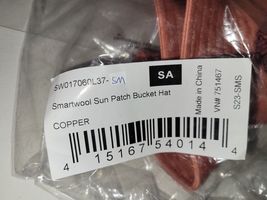 SW017060L37- SM
SA
Smartwool Sun Patch Bucket Hat
COPPER
4 15167 54014 4
Made in China
VN# 751467
S23-SMS